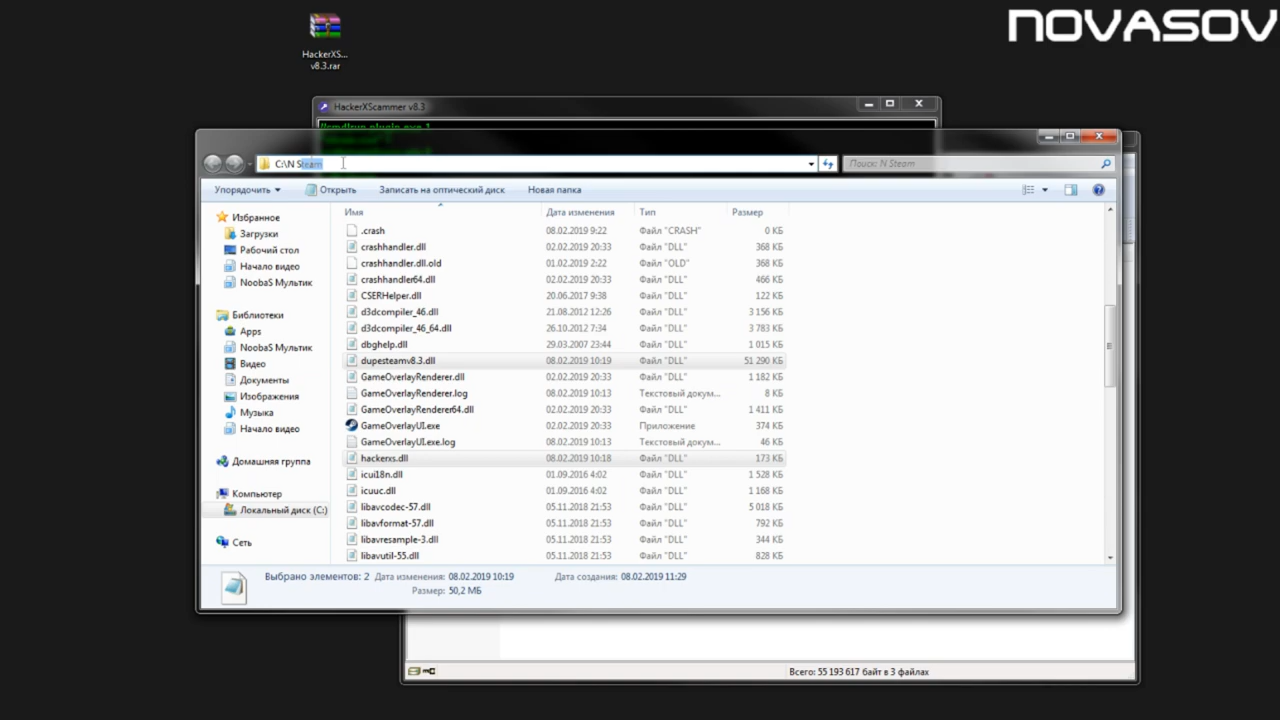 NOVASOV
HackerXS...
v8.3.rar
HackerXScammer v8.3
C:\N Steam
Поиск: N Steam
Упорядочить Открыть Записать на оптический диск Новая папка
Избранное
Загрузки
Рабочий стол
Начало видео
NoobaS Мультик
Библиотеки
Apps
NoobaS Мультик
Видео
Документы
Изображения
Музыка
Начало видео
Домашняя группа
Компьютер
Локальный диск (C:)
Сеть
Имя Дата изменения Тип Размер
.crash 08.02.2019 9:22 Файл "CRASH" 0 КБ
crashhandler.dll 02.02.2019 20:33 Файл "DLL" 368 КБ
crashhandler.dll.old 01.02.2019 2:22 Файл "OLD" 368 КБ
crashhandler64.dll 02.02.2019 20:33 Файл "DLL" 466 КБ
CSERHelper.dll 20.06.2017 9:38 Файл "DLL" 122 КБ
d3dcompiler_46.dll 21.08.2012 12:26 Файл "DLL" 3 156 КБ
d3dcompiler_46_64.dll 26.10.2012 7:34 Файл "DLL" 3 783 КБ
dbghelp.dll 29.03.2007 23:44 Файл "DLL" 1 015 КБ
dupesteamv8.3.dll 08.02.2019 10:19 Файл "DLL" 51 290 КБ
GameOverlayRenderer.dll 02.02.2019 20:33 Файл "DLL" 1 182 КБ
GameOverlayRenderer.log 08.02.2019 10:13 Текстовый докум... 8 КБ
GameOverlayRenderer64.dll 02.02.2019 20:33 Файл "DLL" 1 411 КБ
GameOverlayUI.exe 02.02.2019 20:33 Приложение 374 КБ
GameOverlayUI.exe.log 08.02.2019 10:13 Текстовый докум... 46 КБ
hackerxs.dll 08.02.2019 10:18 Файл "DLL" 173 КБ
icui18n.dll 01.09.2016 4:02 Файл "DLL" 1 528 КБ
icuuc.dll 01.09.2016 4:02 Файл "DLL" 1 168 КБ
libavcodec-57.dll 05.11.2018 21:53 Файл "DLL" 5 018 КБ
libavformat-57.dll 05.11.2018 21:53 Файл "DLL" 792 КБ
libavresample-3.dll 05.11.2018 21:53 Файл "DLL" 344 КБ
libavutil-55.dll 05.11.2018 21:53 Файл "DLL" 828 КБ
Выбрано элементов: 2 Дата изменения: 08.02.2019 10:19 Дата создания: 08.02.2019 11:29
Размер: 50,2 МБ
Всего: 55 193 617 байт в 3 файлах